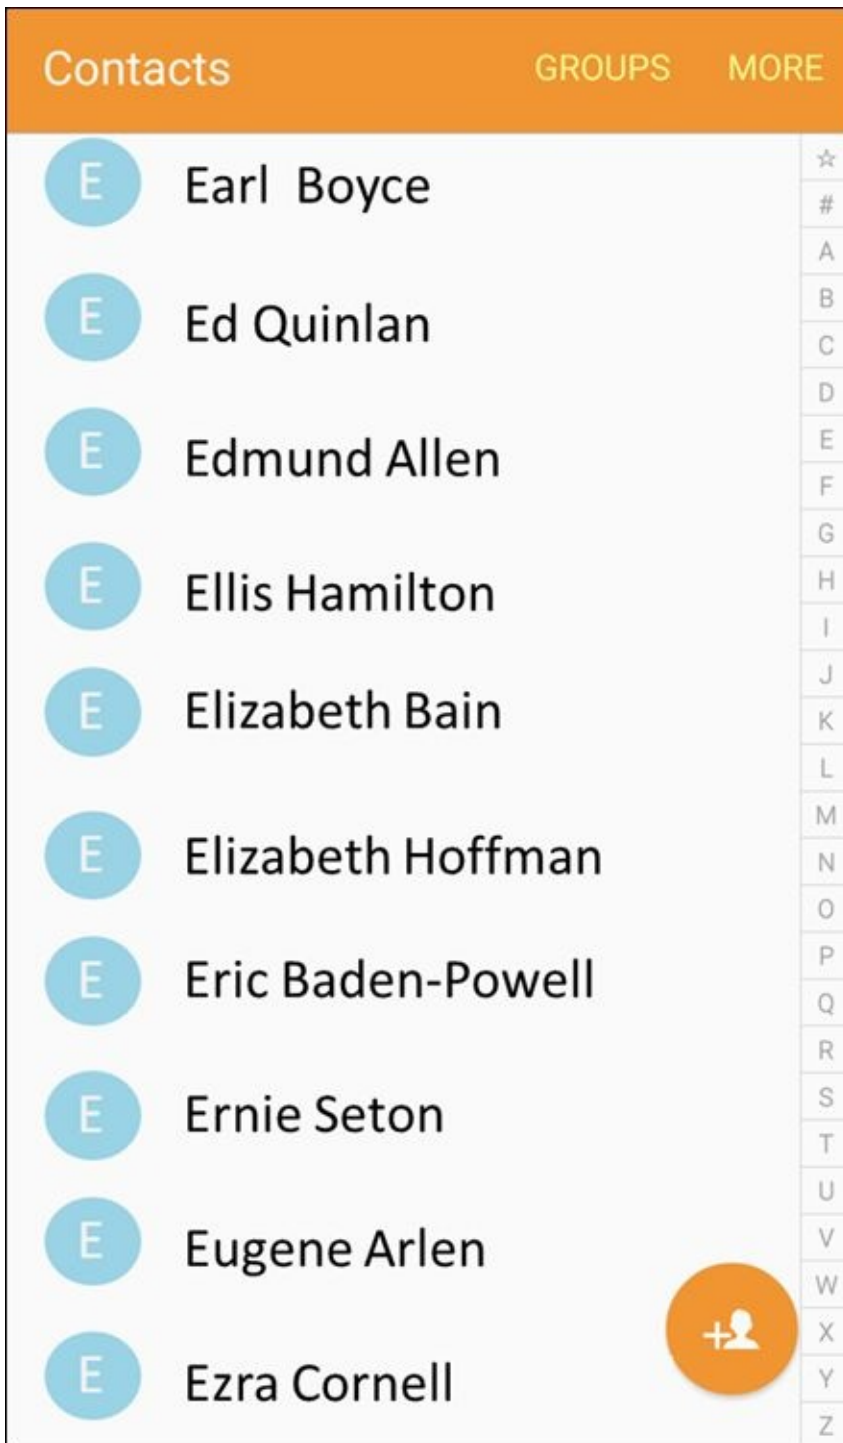 Contacts GROUPS MORE
E Earl Boyce
E Ed Quinlan
E Edmund Allen
E Ellis Hamilton
E Elizabeth Bain
E Elizabeth Hoffman
E Eric Baden-Powell
E Ernie Seton
E Eugene Arlen
E Ezra Cornell
☆
#
A
B
C
D
E
F
G
H
I
J
K
L
M
N
O
P
Q
R
S
T
U
V
W
X
Y
Z